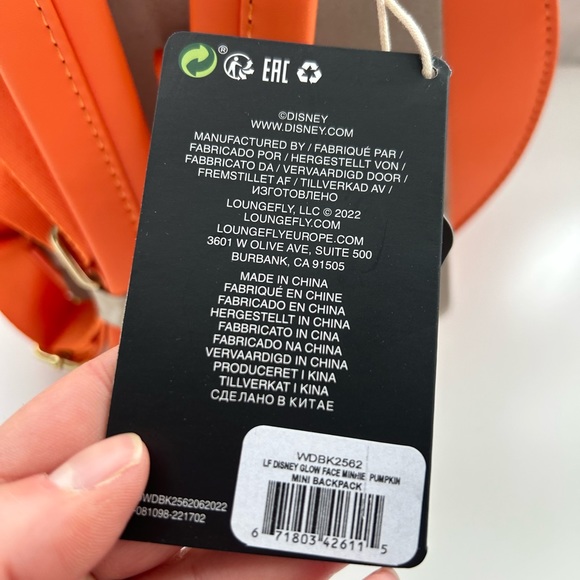 ® EAC
©DISNEY
WWW.DISNEY.COM
MANUFACTURED BY / FABRIQUÉ PAR /
FABRICADO POR / HERGESTELLT VON /
FABBRICATO DA / VERVAARDIGD DOOR /
FREMSTILLET AF / TILLVERKAD AV /
ИЗГОТОВЛЕНО
LOUNGEFLY, LLC © 2022
LOUNGEFLY.COM
LOUNGEFLYEUROPE.COM
3601 W OLIVE AVE, SUITE 500
BURBANK, CA 91505
MADE IN CHINA
FABRIQUÉ EN CHINE
FABRICADO EN CHINA
HERGESTELLT IN CHINA
FABBRICATO IN CINA
FABRICADO NA CHINA
VERVAARDIGD IN CHINA
PRODUCERET I KINA
TILLVERKAT I KINA
СДЕЛАНО В КИТАЕ
WDBK2562
LF DISNEY GLOW FACE MINNIE PUMPKIN
MINI BACKPACK
6 71803 42611 5
WDBK2562062022
-081098-221702